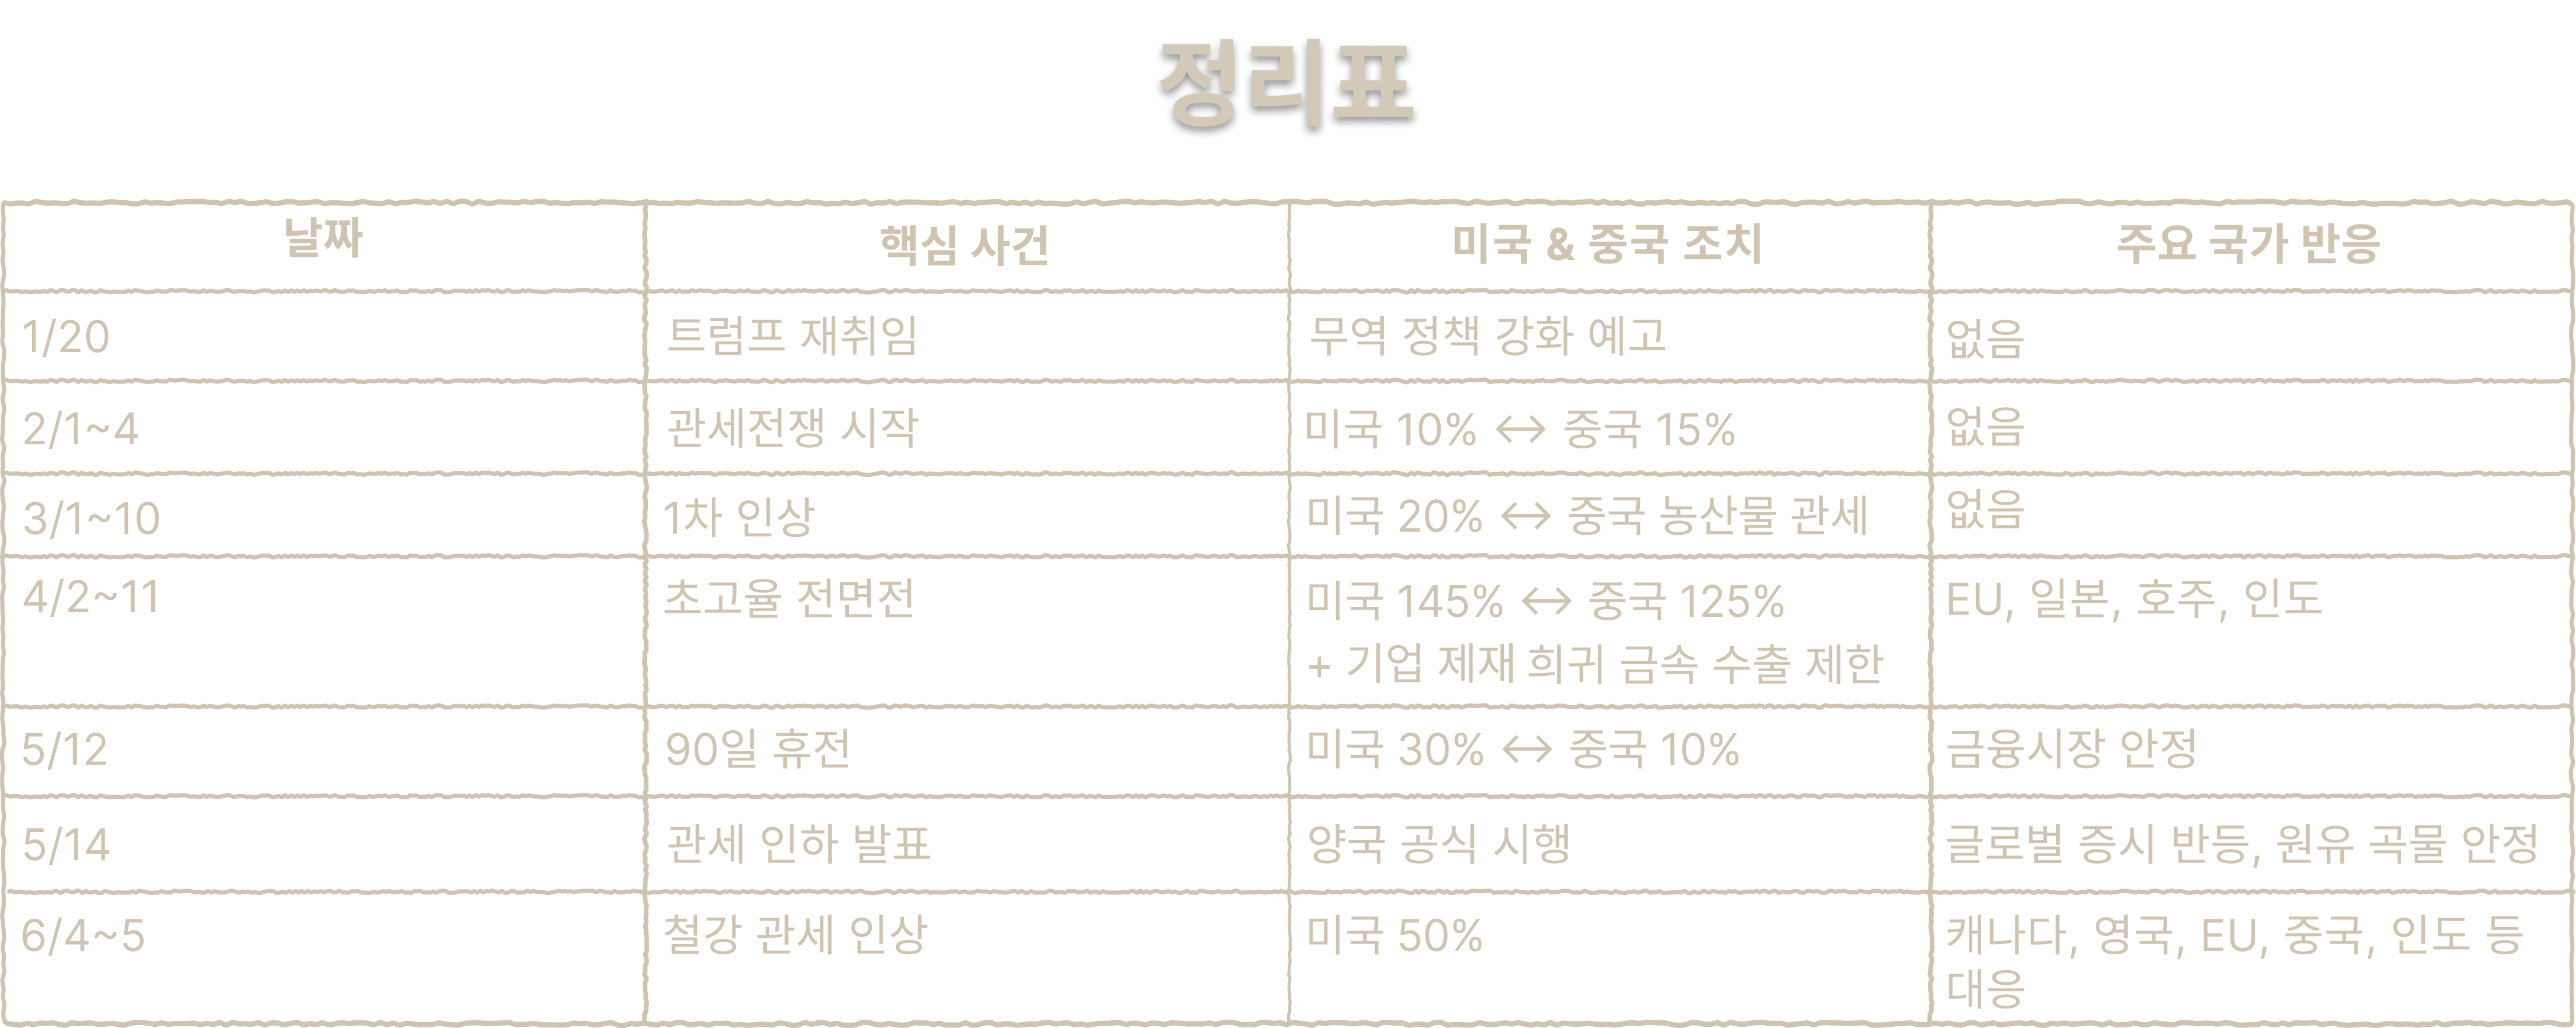 정리표
날짜 핵심 사건 미국 & 중국 조치 주요 국가 반응
1/20 트럼프 재취임 무역 정책 강화 예고 없음
2/1~4 관세전쟁 시작 미국 10% ↔ 중국 15% 없음
3/1~10 1차 인상 미국 20% ↔ 중국 농산물 관세 없음
4/2~11 초고율 전면전 미국 145% ↔ 중국 125% EU, 일본, 호주, 인도
+ 기업 제재 희귀 금속 수출 제한
5/12 90일 휴전 미국 30% ↔ 중국 10% 금융시장 안정
5/14 관세 인하 발표 양국 공식 시행 글로벌 증시 반등, 원유 곡물 안정
6/4~5 철강 관세 인상 미국 50% 캐나다, 영국, EU, 중국, 인도 등
대응